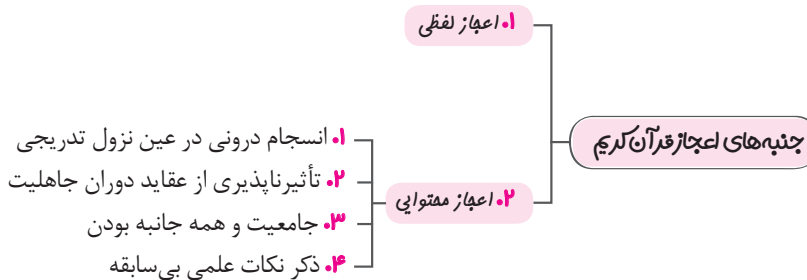 جنبه‌های اعجاز قرآن کریم
۱. اعجاز لفظی
۲. اعجاز محتوایی
۱. انسجام درونی در عین نزول تدریجی
۲. تأثیرناپذیری از عقاید دوران جاهلیت
۳. جامعیت و همه جانبه بودن
۴. ذکر نکات علمی بی‌سابقه